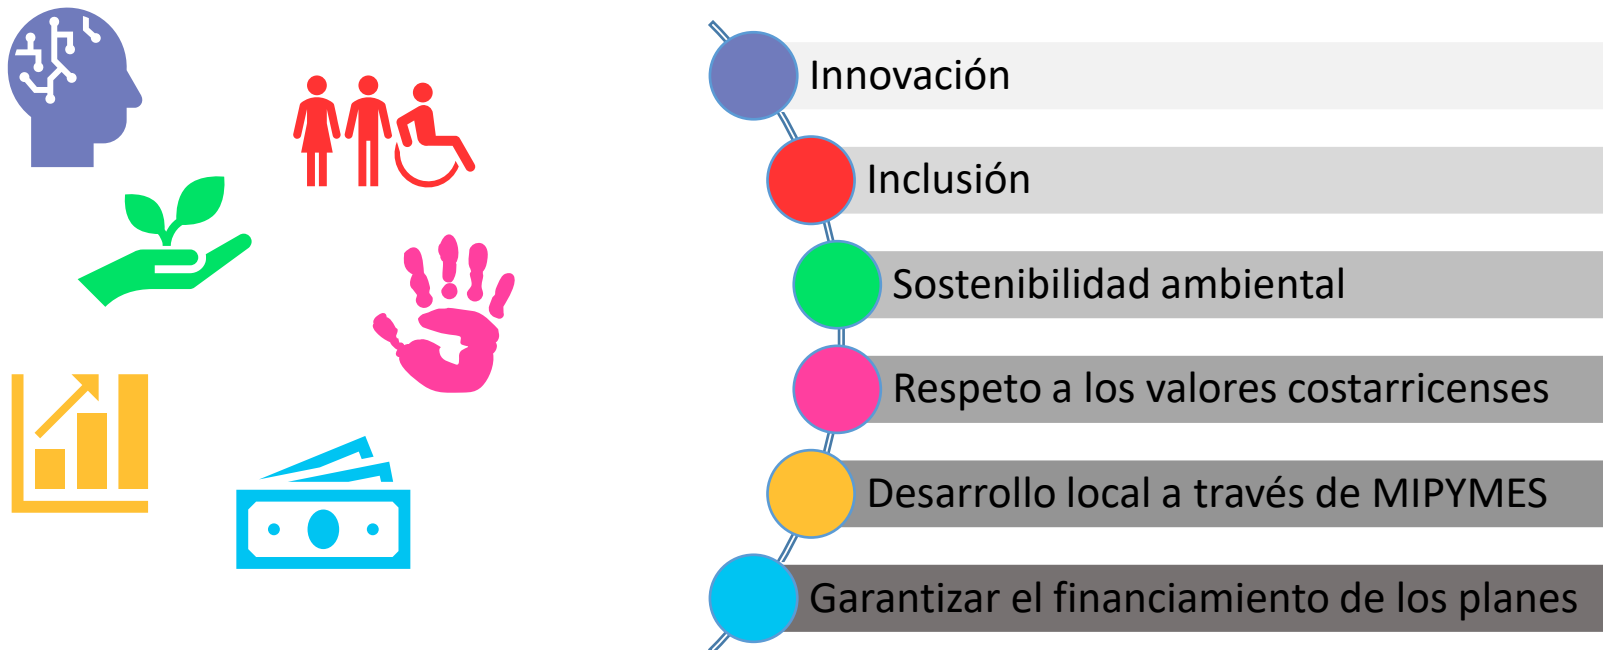 Innovación
Inclusión
Sostenibilidad ambiental
Respeto a los valores costarricenses
Desarrollo local a través de MIPYMES
Garantizar el financiamiento de los planes